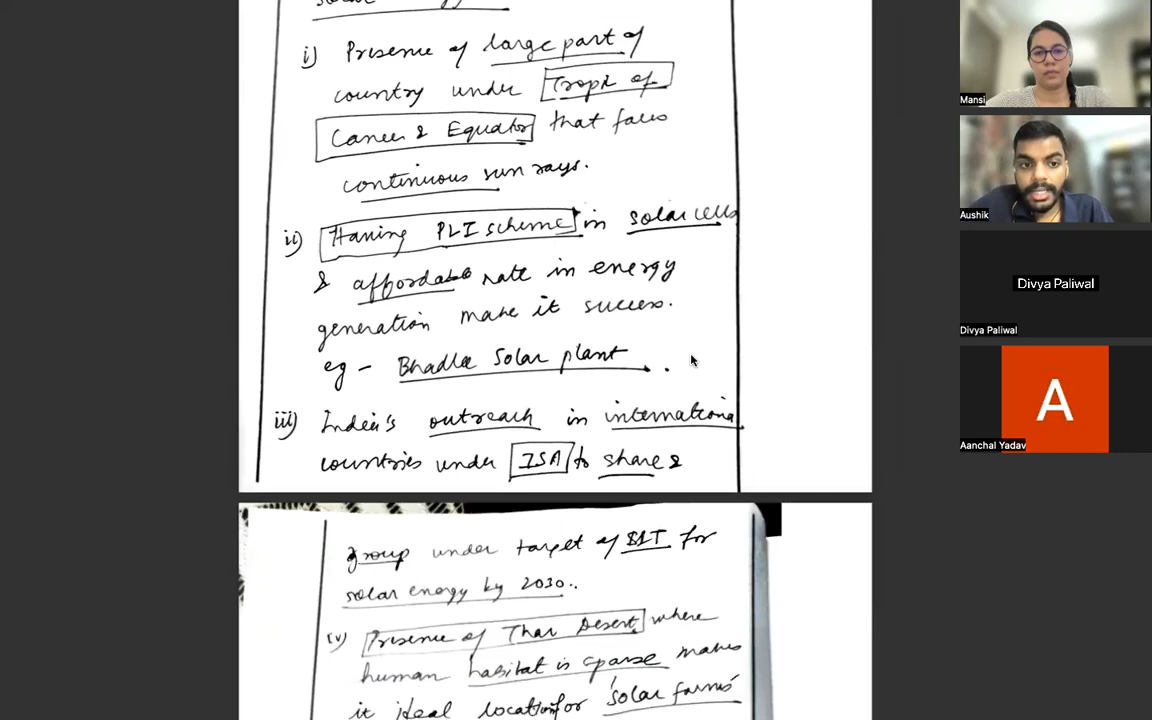 i) Presence of large part of
country under Tropic of
Cancer & Equator that faces
continuous sun rays.
ii) Having PLI scheme in solar cells
& affordable rate in energy
generation make it success.
eg - Bhadla Solar plant.
iii) India's outreach in international
countries under ISA to share &
group under target of $1T for
solar energy by 2030.
(v) Presence of Thar Desert where
human habitat is sparse makes
it ideal location for 'solar farms'
Mansi
Aushik
Divya Paliwal
Divya Paliwal
A
Aanchal Yadav